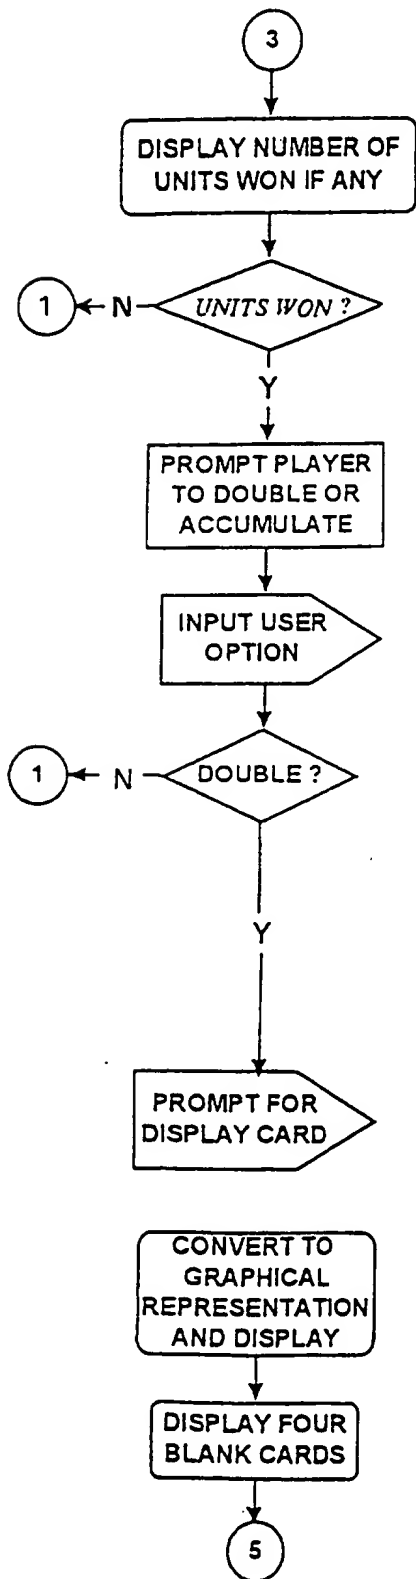 3
DISPLAY NUMBER OF
UNITS WON IF ANY
1 N UNITS WON ?
Y
PROMPT PLAYER
TO DOUBLE OR
ACCUMULATE
INPUT USER
OPTION
1 N DOUBLE ?
Y
PROMPT FOR
DISPLAY CARD
CONVERT TO
GRAPHICAL
REPRESENTATION
AND DISPLAY
DISPLAY FOUR
BLANK CARDS
5